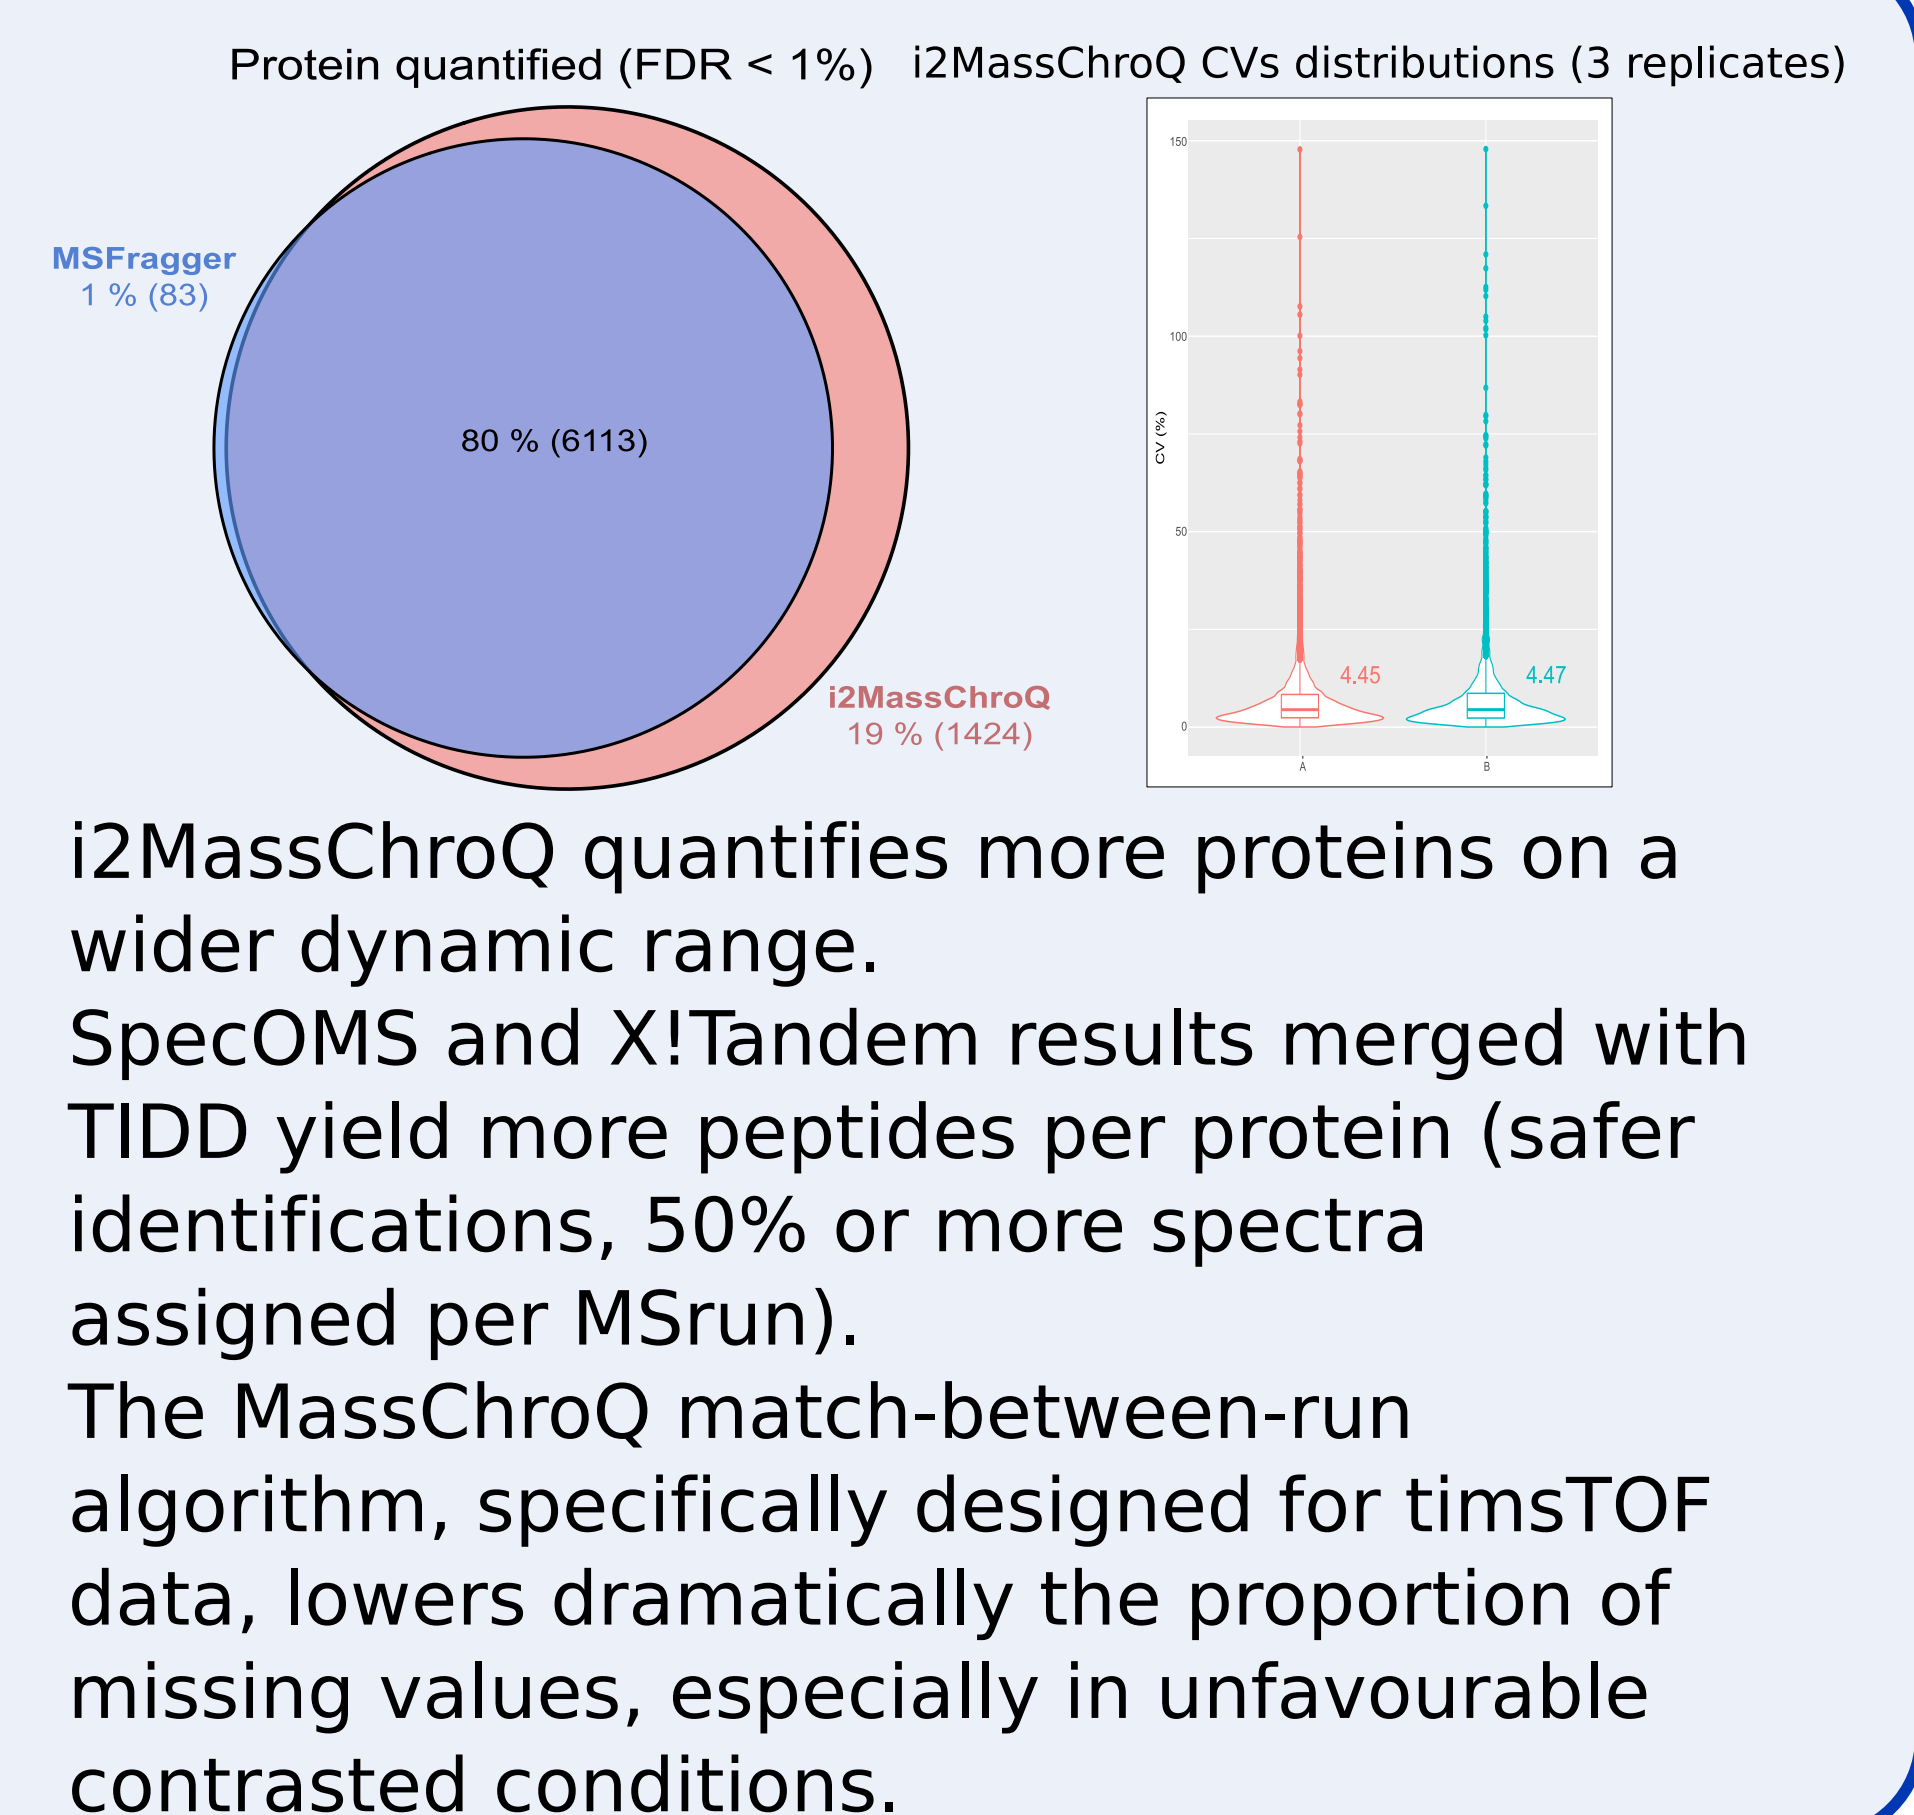 Protein quantified (FDR < 1%)
i2MassChroQ CVs distributions (3 replicates)
MSFragger
1 % (83)
80 % (6113)
i2MassChroQ
19 % (1424)
150
100
50
0
CV (%)
4.45
4.47
A
B
i2MassChroQ quantifies more proteins on a
wider dynamic range.
SpecOMS and X!Tandem results merged with
TIDD yield more peptides per protein (safer
identifications, 50% or more spectra
assigned per MSrun).
The MassChroQ match-between-run
algorithm, specifically designed for timsTOF
data, lowers dramatically the proportion of
missing values, especially in unfavourable
contrasted conditions.